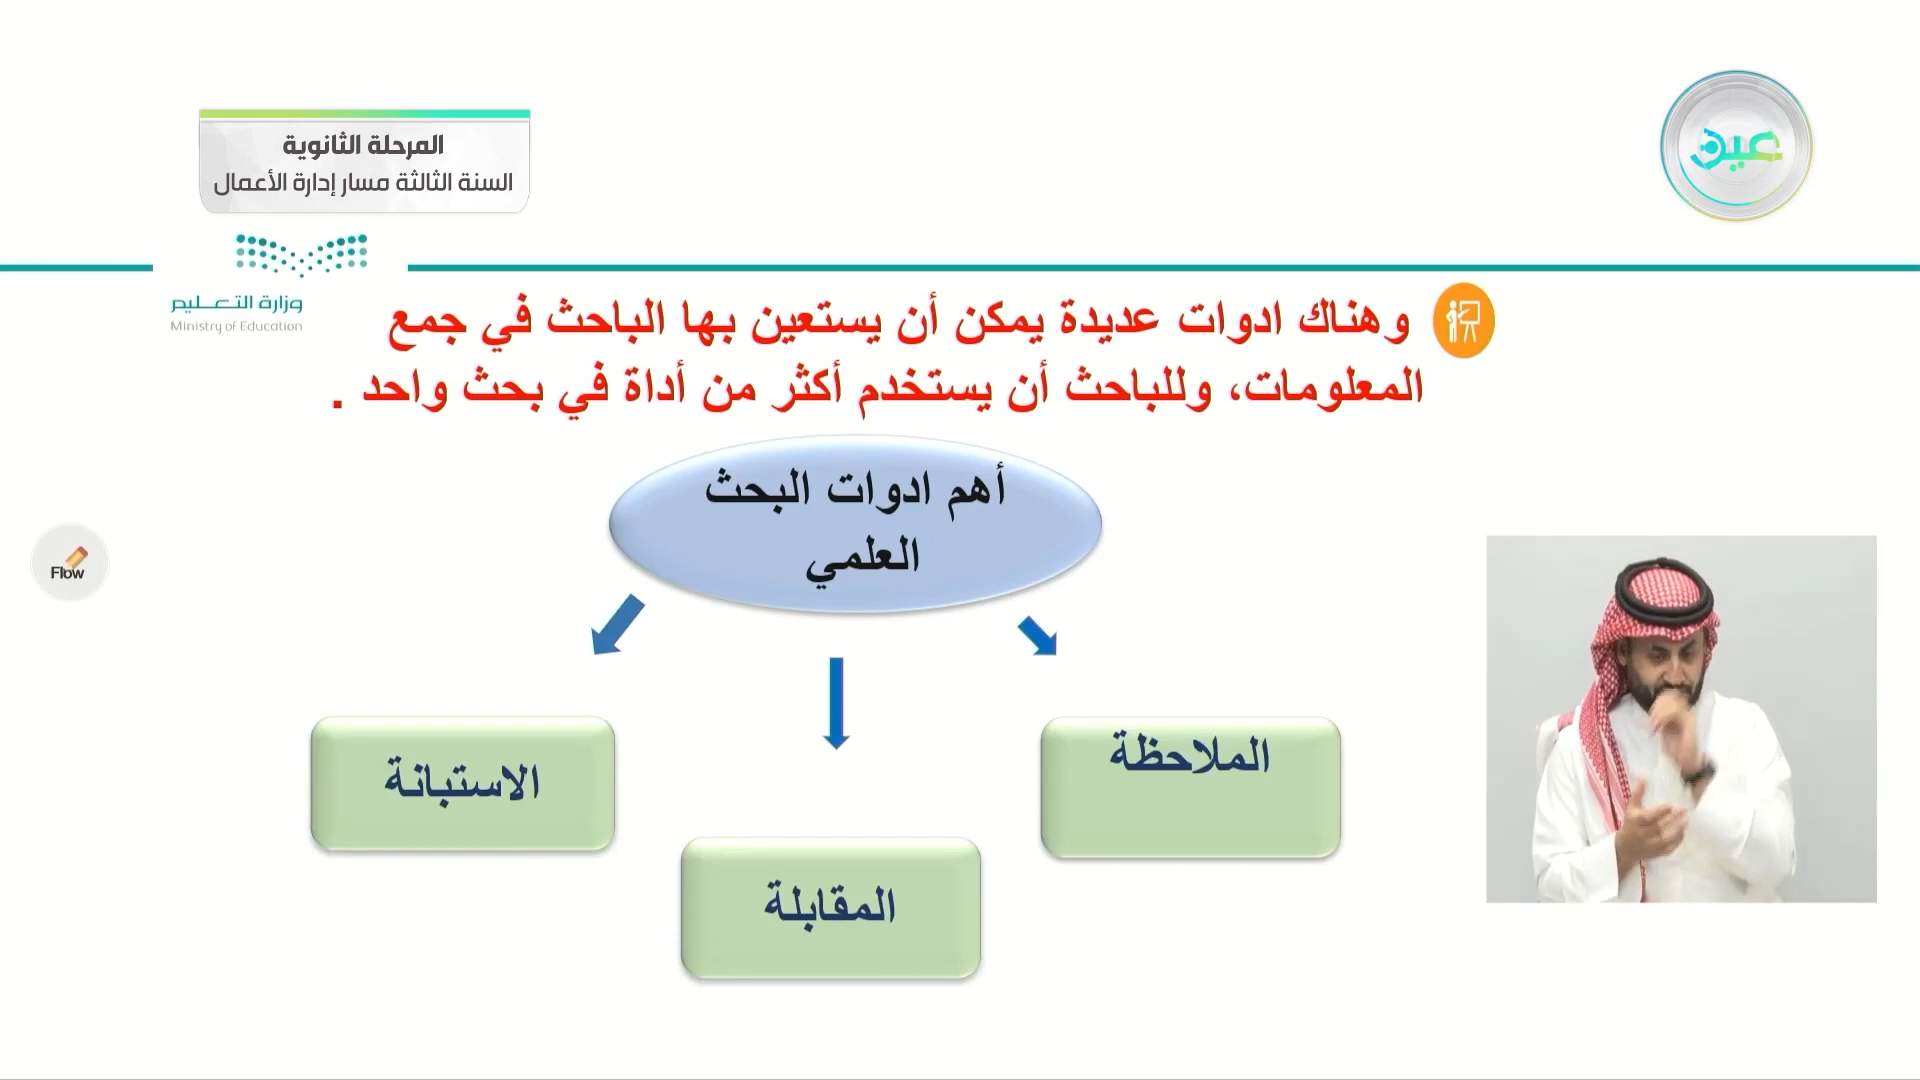 المرحلة الثانوية
السنة الثالثة مسار إدارة الأعمال
عين
وزارة التعليم
Ministry of Education
وهناك ادوات عديدة يمكن أن يستعين بها الباحث في جمع
المعلومات، وللباحث أن يستخدم أكثر من أداة في بحث واحد .
أهم ادوات البحث
العلمي
الملاحظة
المقابلة
الاستبانة
Flow